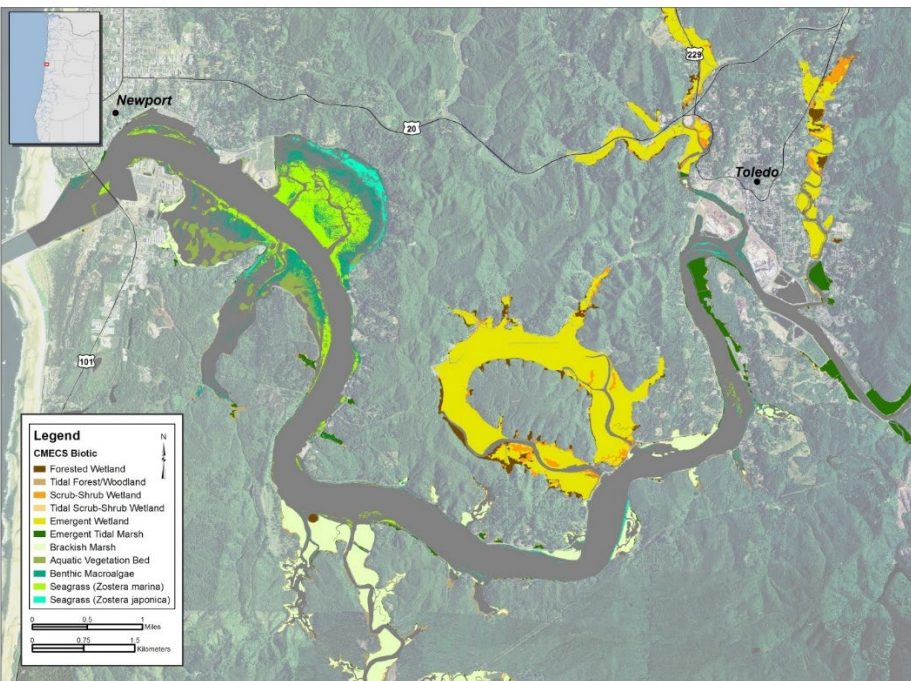 Newport
20
229
Toledo
101
Legend
N
CMECS Biotic
Forested Wetland
Tidal Forest/Woodland
Scrub-Shrub Wetland
Tidal Scrub-Shrub Wetland
Emergent Wetland
Emergent Tidal Marsh
Brackish Marsh
Aquatic Vegetation Bed
Benthic Macroalgae
Seagrass (Zostera marina)
Seagrass (Zostera japonica)
0 0.5 1
Miles
0 0.75 1.5
Kilometers